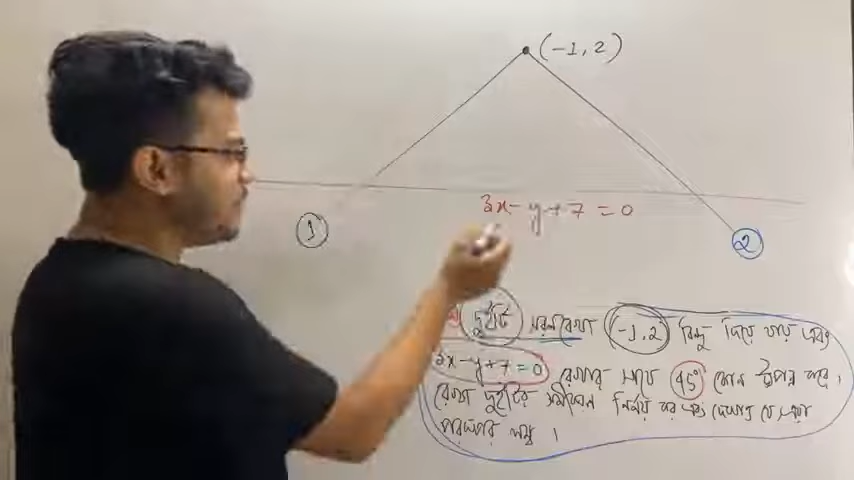 (-1, 2)
3x - y + 7 = 0
1
2
দুইটি সরলরেখা (-1, 2) বিন্দু দিয়ে যায় এবং
3x - y + 7 = 0 রেখার সাথে 45° কোন উৎপন্ন করে।
রেখা দুইটির সমীকরন নির্ণয় কর এবং দেখাও যে, এরা
পরস্পর লম্ব।